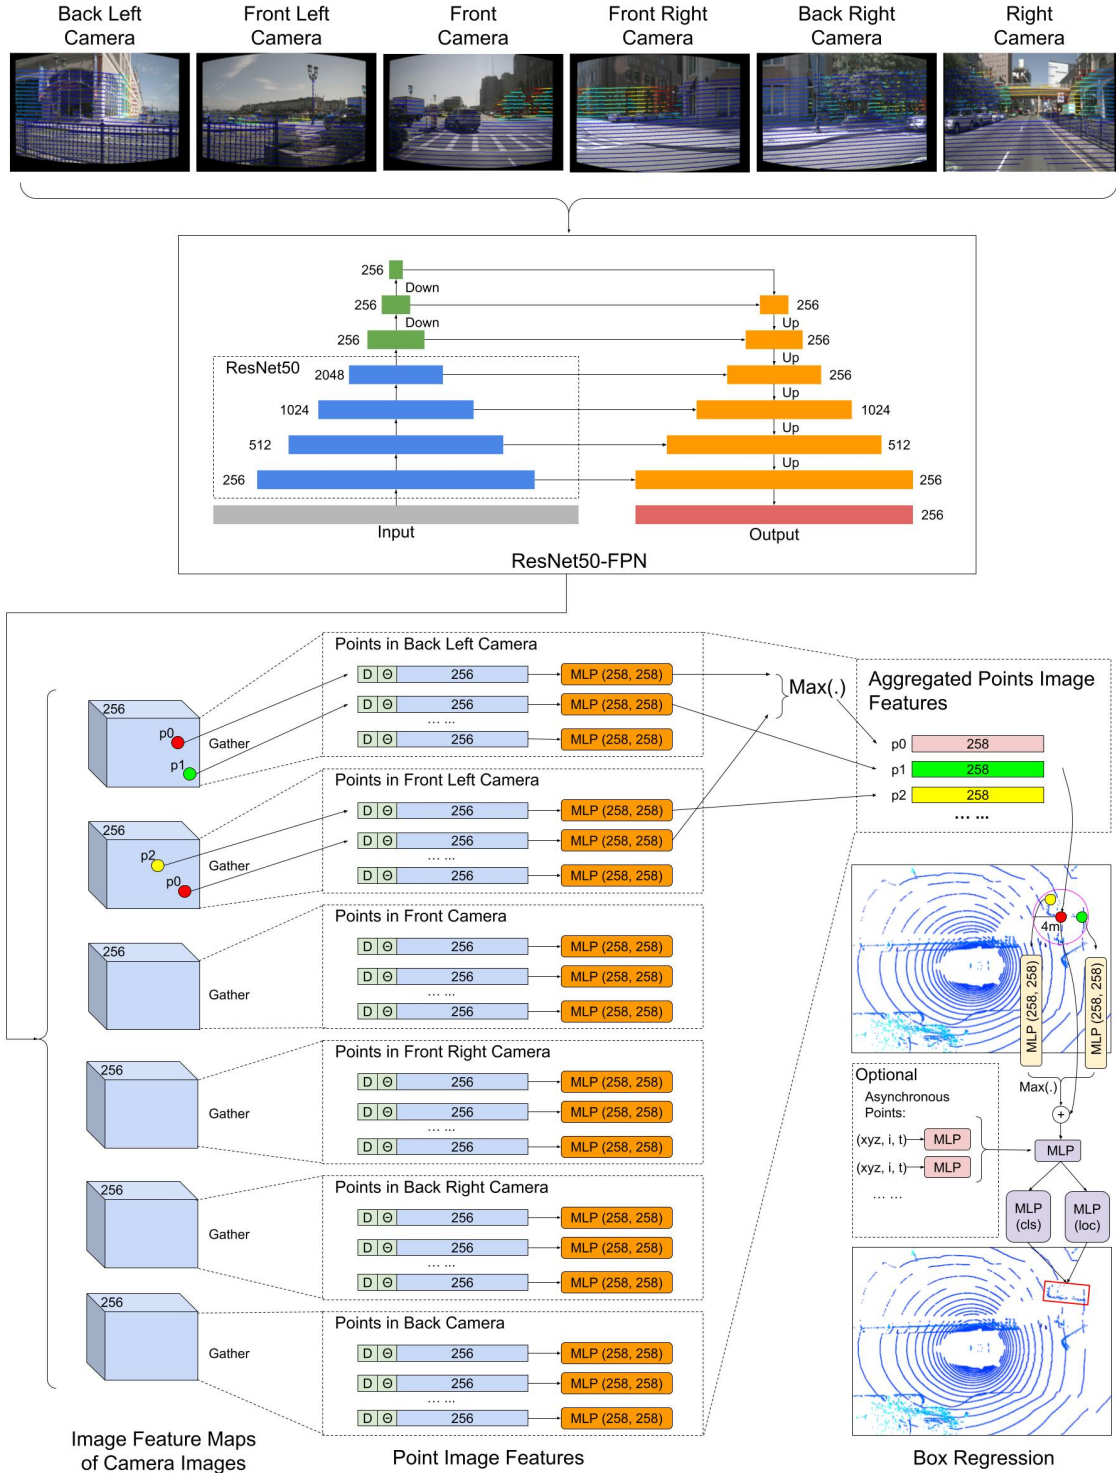 Back Left
Camera
Front Left
Camera
Front
Camera
Front Right
Camera
Back Right
Camera
Right
Camera
256
Down
256
256
Down
Up
256
256
Up
ResNet50
2048
256
Up
1024
1024
Up
512
512
Up
256
256
256
Input
Output
ResNet50-FPN
Points in Back Left Camera
D Θ 256 MLP (258, 258)
D Θ 256 MLP (258, 258)
... ...
D Θ 256 MLP (258, 258)
256
p0
p1
Gather
Max(.)
Aggregated Points Image
Features
p0 258
p1 258
p2 258
... ...
Points in Front Left Camera
D Θ 256 MLP (258, 258)
D Θ 256 MLP (258, 258)
... ...
D Θ 256 MLP (258, 258)
256
p2
p0
Gather
Points in Front Camera
D Θ 256 MLP (258, 258)
D Θ 256 MLP (258, 258)
... ...
D Θ 256 MLP (258, 258)
256
Gather
4m
MLP (258, 258)
MLP (258, 258)
Points in Front Right Camera
D Θ 256 MLP (258, 258)
D Θ 256 MLP (258, 258)
... ...
D Θ 256 MLP (258, 258)
256
Gather
Optional
Asynchronous
Points:
(xyz, i, t) MLP
(xyz, i, t) MLP
... ...
Max(.)
+
MLP
MLP
(cls)
MLP
(loc)
Points in Back Right Camera
D Θ 256 MLP (258, 258)
D Θ 256 MLP (258, 258)
... ...
D Θ 256 MLP (258, 258)
256
Gather
Points in Back Camera
D Θ 256 MLP (258, 258)
D Θ 256 MLP (258, 258)
... ...
D Θ 256 MLP (258, 258)
256
Gather
Image Feature Maps
of Camera Images
Point Image Features
Box Regression